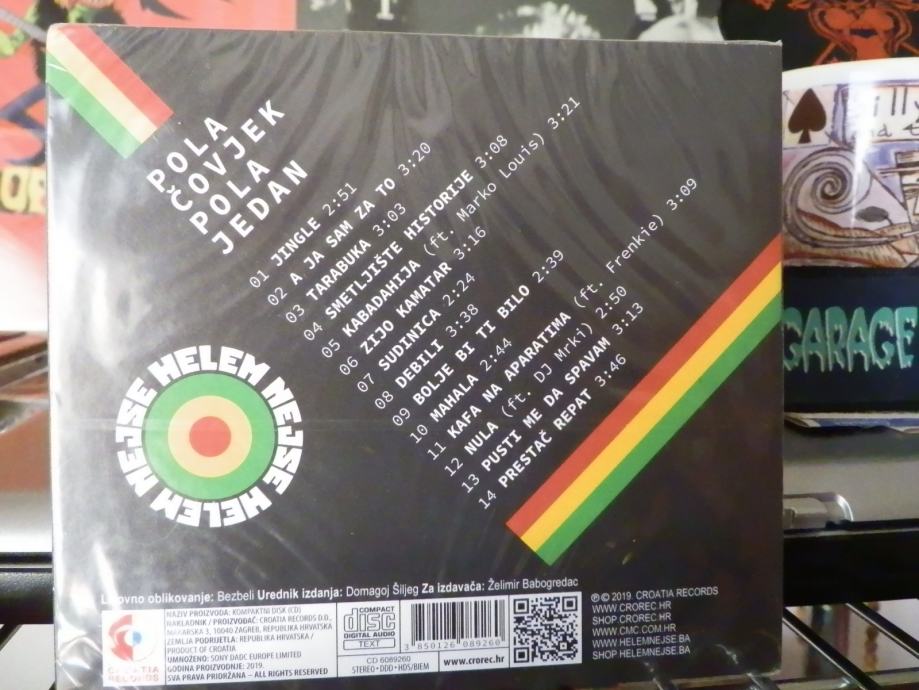 POLA
ČOVJEK
POLA
JEDAN
01 JINGLE 2:51
02 A JA SAM ZA TO 3:20
03 TARABUKA 3:03
04 SMETLJIŠTE HISTORIJE 3:08
05 KABADAHIJA (ft. Marko Louis) 3:21
06 ZIJO KAMATAR 3:16
07 SUDINICA 2:24
08 DEBILI 3:38
09 BOLJE BI TI BILO 2:39
10 MAHALA 2:44
11 KAFA NA APARATIMA (ft. Frenkie) 3:09
12 NULA (ft. DJ Mrki) 2:50
13 PUSTI ME DA SPAVAM 3:13
14 PRESTAČ REPAT 3:46
HELEM NEJSE HELEM NEJSE
GARAGE
Likovno oblikovanje: Bezbeli Urednik izdanja: Domagoj Šiljeg Za izdavača: Želimir Babogredac
CROATIA
RECORDS
NAZIV PROIZVODA: KOMPAKTNI DISK (CD)
NAKLADNIK / PROIZVOĐAČ: CROATIA RECORDS D.D.,
MAKARSKA 3, 10040 ZAGREB, REPUBLIKA HRVATSKA
ZEMLJA PODRIJETLA: REPUBLIKA HRVATSKA /
PRODUCT OF CROATIA
UMNOŽENO: SONY DADC EUROPE LIMITED
GODINA PROIZVODNJE: 2019.
SVA PRAVA PRIDRŽANA – ALL RIGHTS RESERVED
COMPACT
disc
DIGITAL AUDIO
TEXT
CD 6089260
STEREO • DDD • HDS/BIEM
3 850126 089260
www.crorec.hr
℗ © 2019 CROATIA RECORDS
WWW.CROREC.HR
SHOP.CROREC.HR
WWW.CMC.COM.HR
WWW.HELEMNEJSE.BA
SHOP HELEMNEJSE.BA